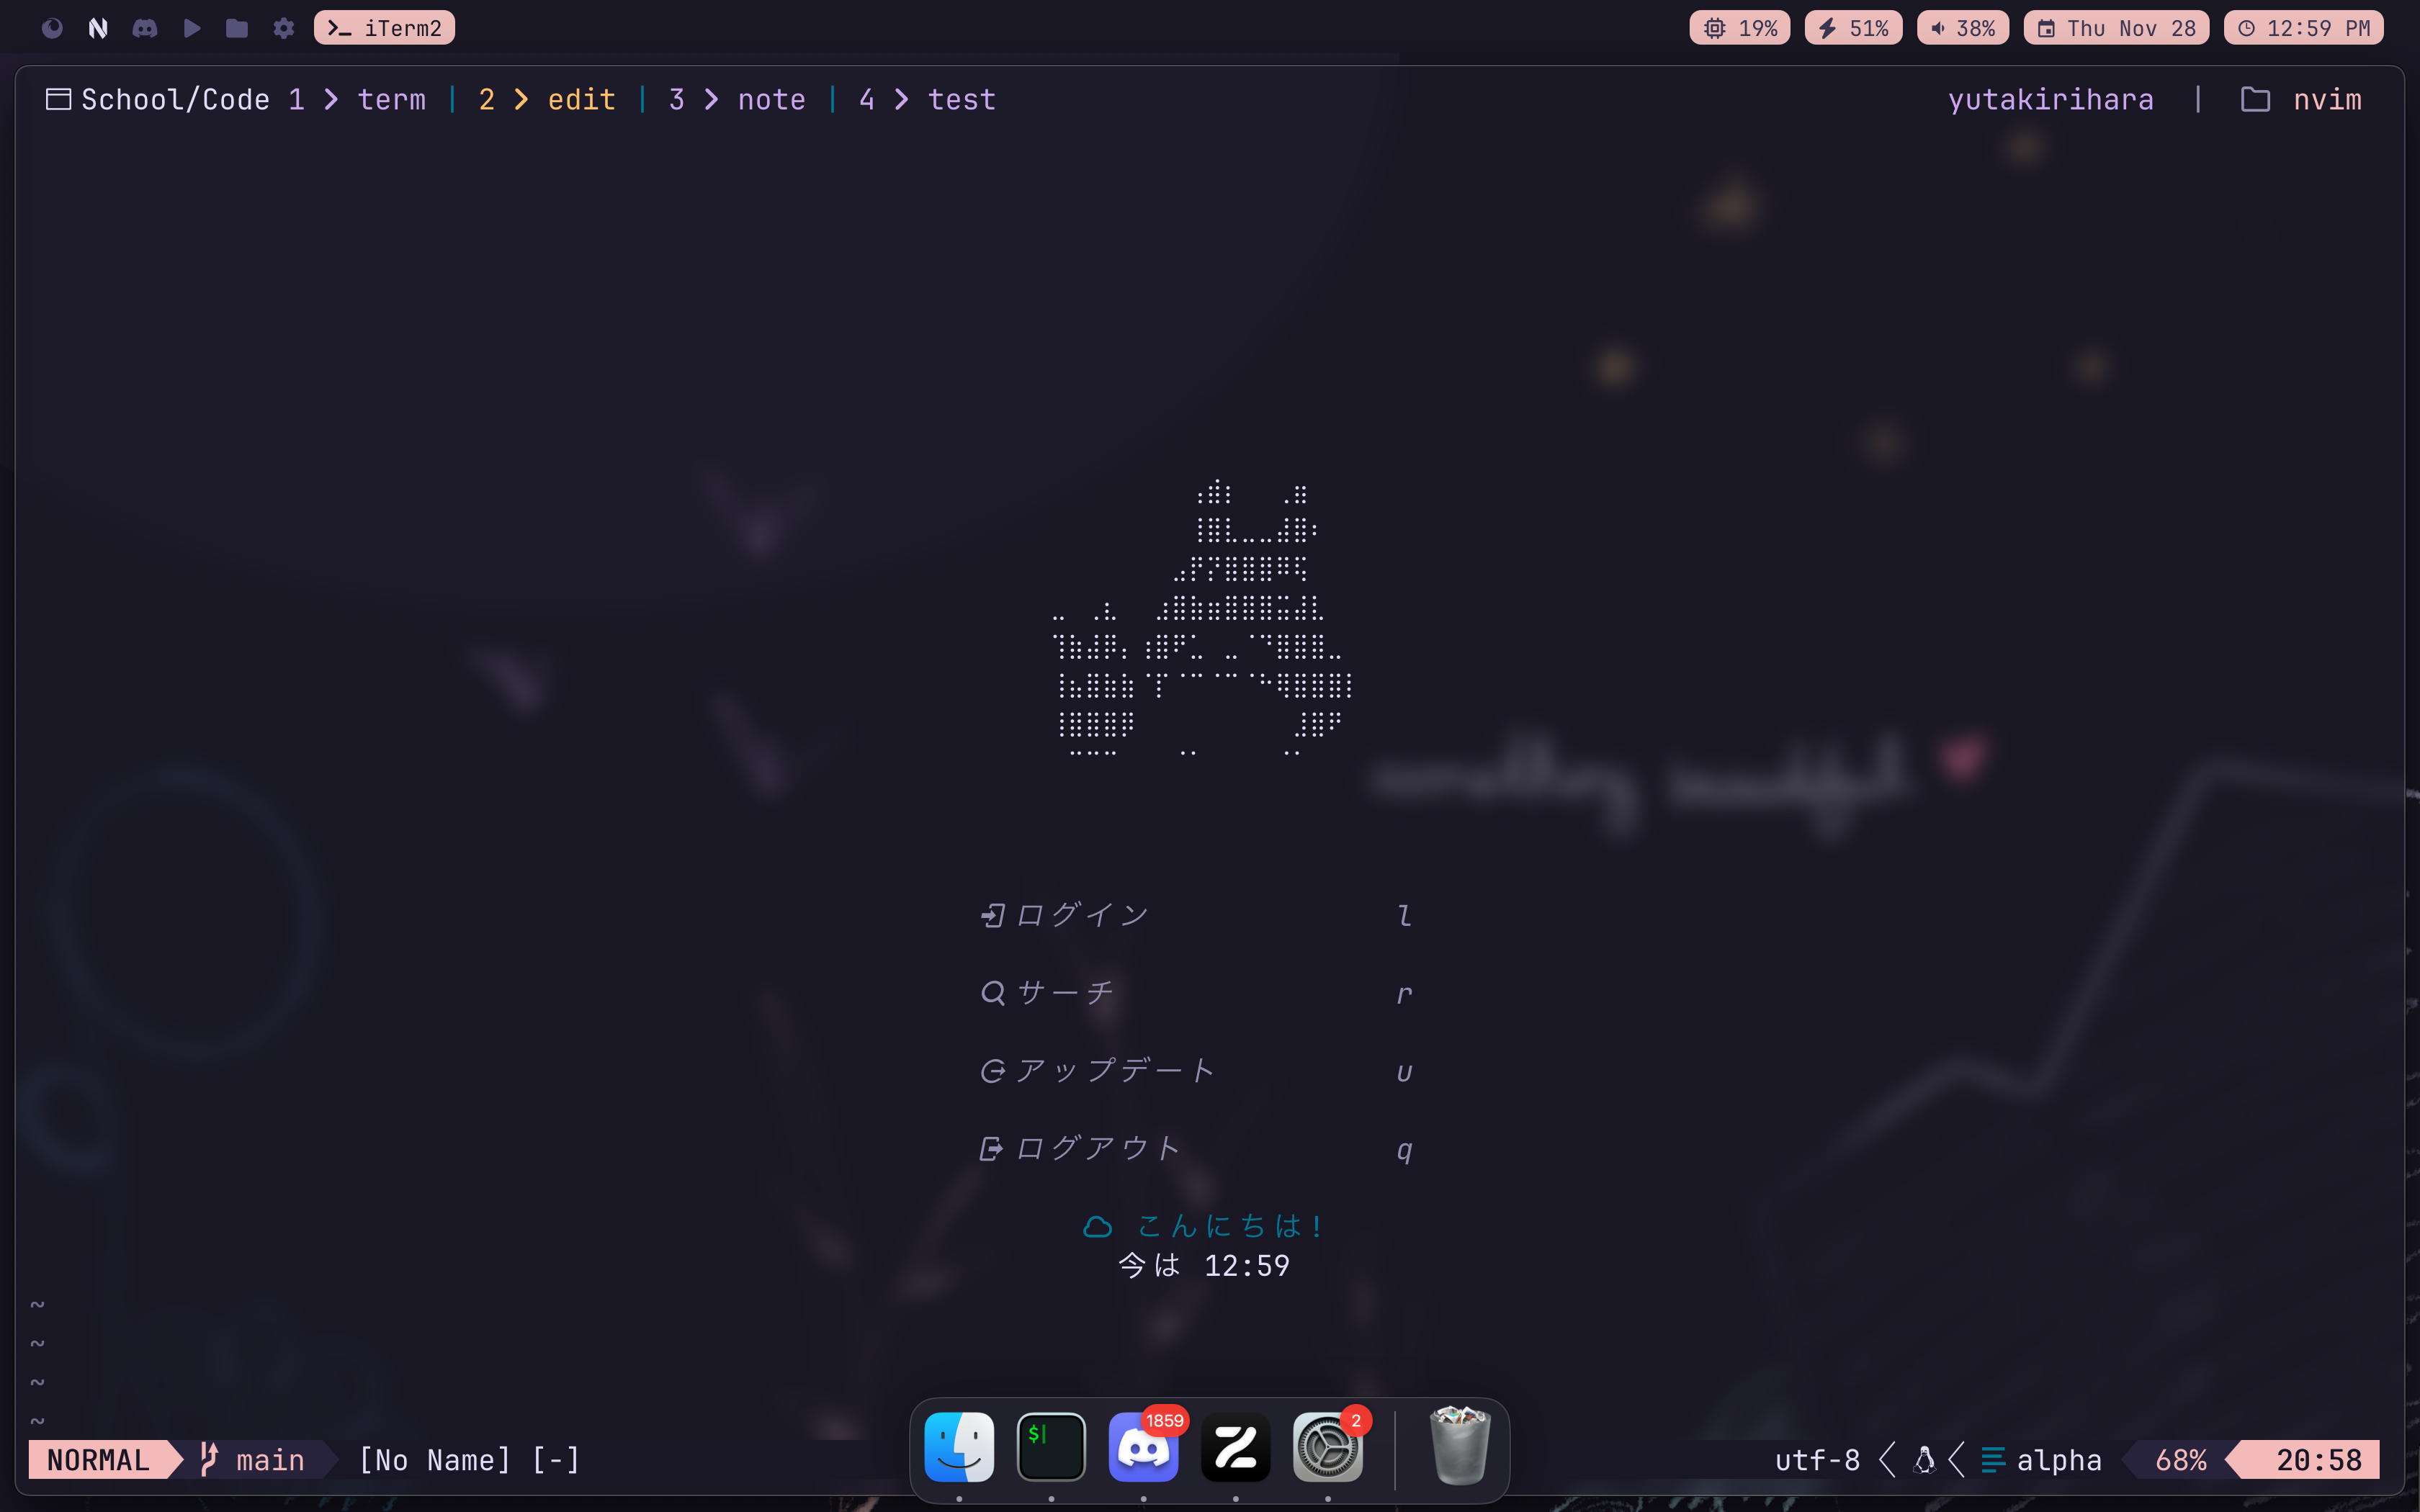 iTerm2 19% 51% 38% Thu Nov 28 12:59 PM
School/Code 1 > term | 2 > edit | 3 > note | 4 > test yutakirihara | nvim
ログイン l
サーチ r
アップデート u
ログアウト q
こんにちは!
今は 12:59
~
~
~
~
1859 2
$
NORMAL main [No Name] [-] utf-8 alpha 68% 20:58